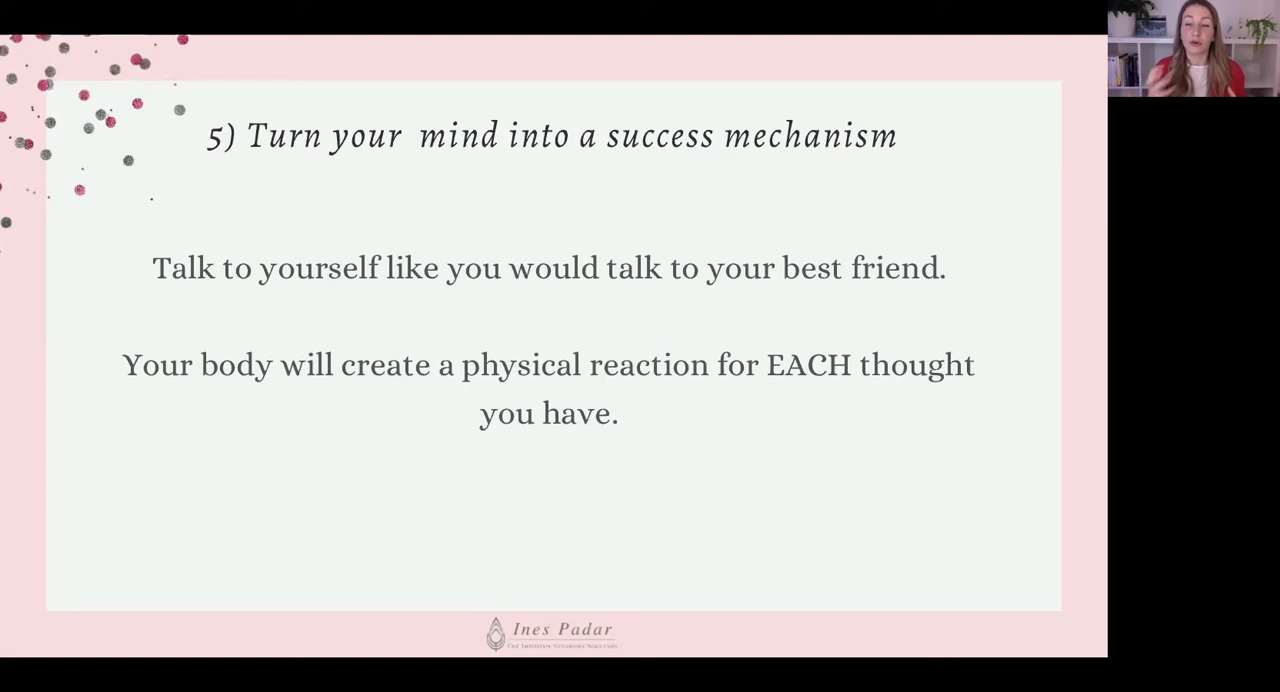 5) Turn your mind into a success mechanism
Talk to yourself like you would talk to your best friend.
Your body will create a physical reaction for EACH thought
you have.
Ines Padar